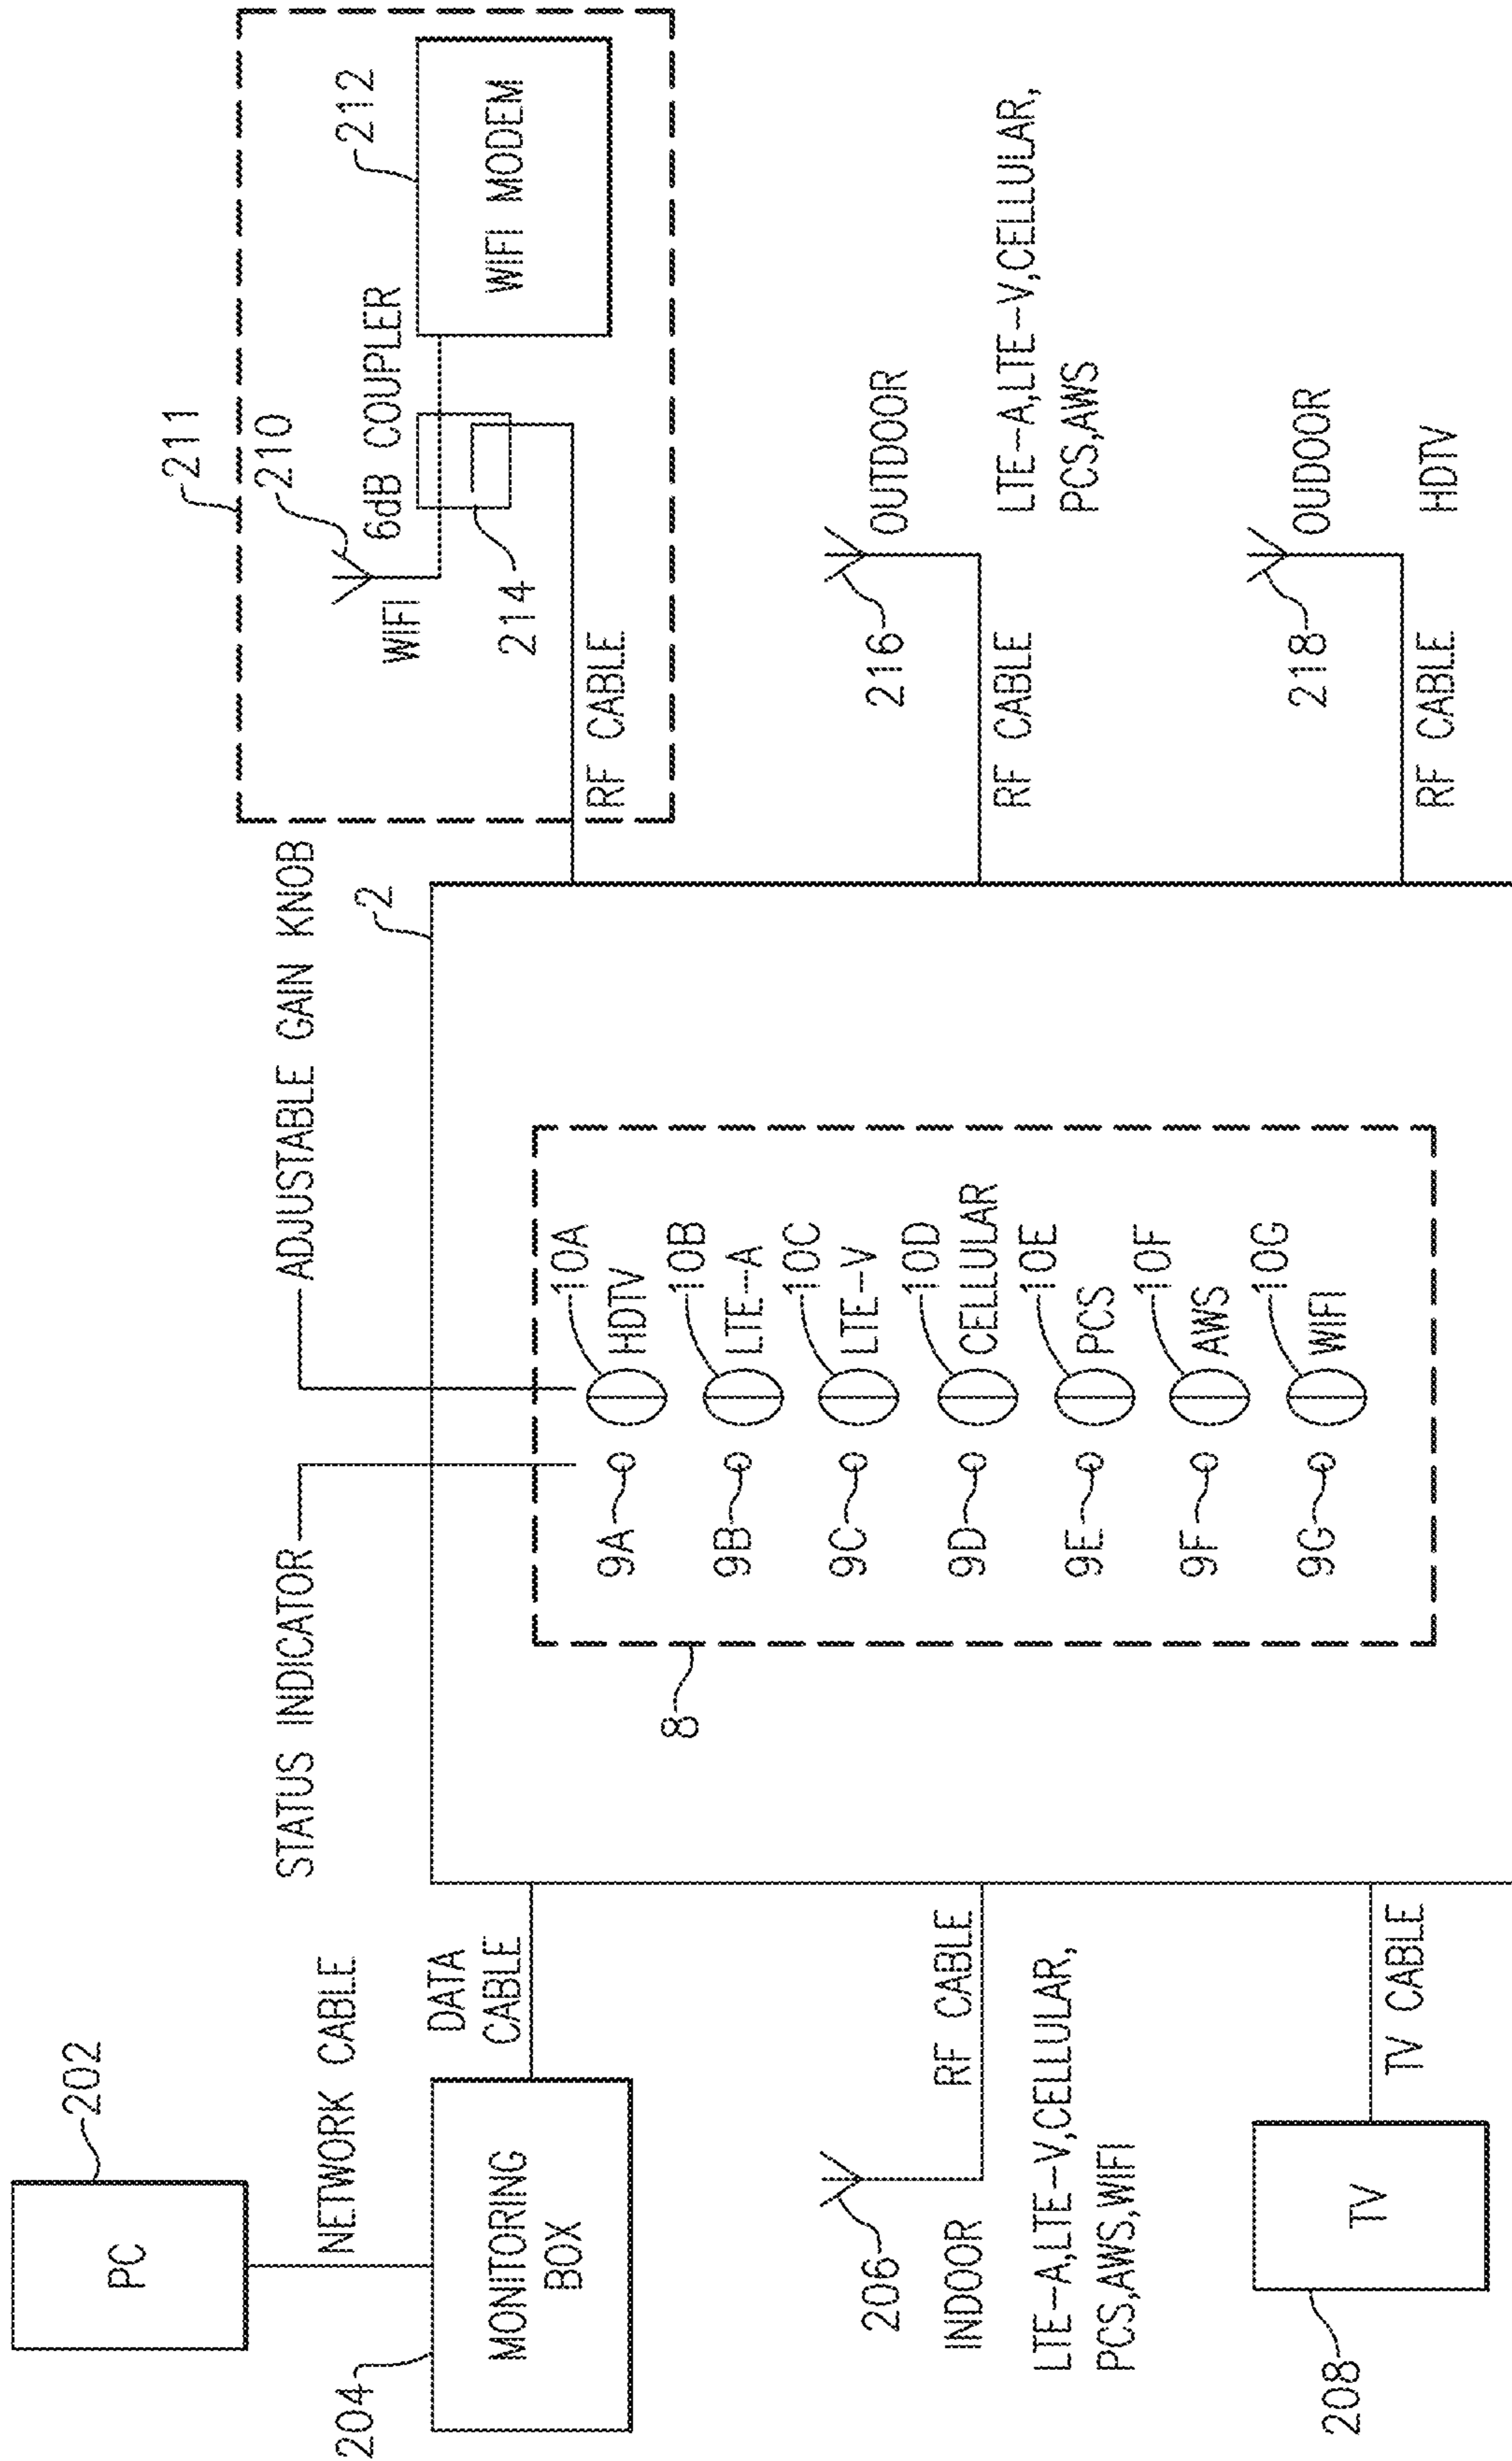 PC
202
NETWORK CABLE
MONITORING
BOX
204
DATA
CABLE
206
INDOOR
RF CABLE
LTE-A,LTE-V,CELLULAR,
PCS,AWS,WIFI
TV
208
TV CABLE
STATUS INDICATOR
ADJUSTABLE GAIN KNOB
2
8
9A
10A
HDTV
9B
10B
LTE-A
9C
10C
LTE-V
9D
10D
CELLULAR
9E
10E
PCS
9F
10F
AWS
9G
10G
WIFI
211
210
WIFI
6dB COUPLER
212
WIFI MODEM
214
RF CABLE
216
OUTDOOR
RF CABLE
LTE-A,LTE-V,CELLULAR,
PCS,AWS
218
OUDOOR
RF CABLE
HDTV